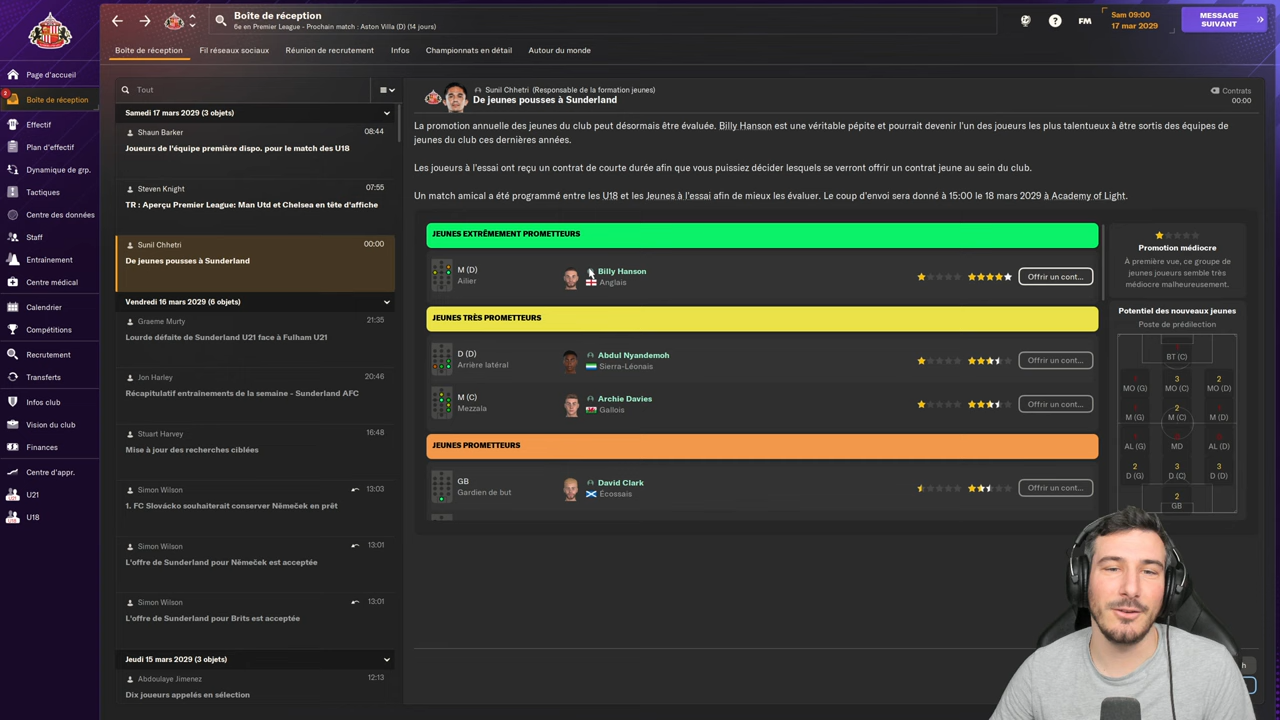 Boîte de réception
6e en Premier League - Prochain match : Aston Villa (D) (14 jours)
FM
Sam 09:00
17 mar 2029
MESSAGE
SUIVANT
Boîte de réception
Fil réseaux sociaux
Réunion de recrutement
Infos
Championnats en détail
Autour du monde
Page d'accueil
Boîte de réception
Effectif
Plan d'effectif
Dynamique de grp.
Tactiques
Centre des données
Staff
Entraînement
Centre médical
Calendrier
Compétitions
Recrutement
Transferts
Infos club
Vision du club
Finances
Centre d'appr.
U21
U18
Tout
Samedi 17 mars 2029 (3 objets)
Shaun Barker 08:44
Joueurs de l'équipe première dispo. pour le match des U18
Steven Knight 07:55
TR : Aperçu Premier League: Man Utd et Chelsea en tête d'affiche
Sunil Chhetri 00:00
De jeunes pousses à Sunderland
Vendredi 16 mars 2029 (6 objets)
Graeme Murty 21:35
Lourde défaite de Sunderland U21 face à Fulham U21
Jon Harley 20:46
Récapitulatif entraînements de la semaine - Sunderland AFC
Stuart Harvey 16:48
Mise à jour des recherches ciblées
Simon Wilson 13:03
1. FC Slovácko souhaiterait conserver Němeček en prêt
Simon Wilson 13:01
L'offre de Sunderland pour Němeček est acceptée
Simon Wilson 13:01
L'offre de Sunderland pour Brits est acceptée
Jeudi 15 mars 2029 (3 objets)
Abdoulaye Jimenez 12:13
Dix joueurs appelés en sélection
Sunil Chhetri (Responsable de la formation jeunes)
De jeunes pousses à Sunderland
Contrats
00:00
La promotion annuelle des jeunes du club peut désormais être évaluée. Billy Hanson est une véritable pépite et pourrait devenir l'un des joueurs les plus talentueux à être sortis des équipes de
jeunes du club ces dernières années.
Les joueurs à l'essai ont reçu un contrat de courte durée afin que vous puissiez décider lesquels se verront offrir un contrat jeune au sein du club.
Un match amical a été programmé entre les U18 et les Jeunes à l'essai afin de mieux les évaluer. Le coup d'envoi sera donné à 15:00 le 18 mars 2029 à Academy of Light.
JEUNES EXTRÊMEMENT PROMETTEURS
M (D)
Ailier
Billy Hanson
Anglais
Offrir un cont...
JEUNES TRÈS PROMETTEURS
D (D)
Arrière latéral
Abdul Nyandemoh
Sierra-Léonais
Offrir un cont...
M (C)
Mezzala
Archie Davies
Gallois
Offrir un cont...
JEUNES PROMETTEURS
GB
Gardien de but
David Clark
Écossais
Offrir un cont...
Promotion médiocre
À première vue, ce groupe de
jeunes joueurs semble très
médiocre malheureusement.
Potentiel des nouveaux jeunes
Poste de prédilection
BT (C)
3 2
MO (G) MO (C) MO (D)
2
M (G) M (C) M (D)
AL (G) MD AL (D)
2 3 3
D (G) D (C) D (D)
2
GB